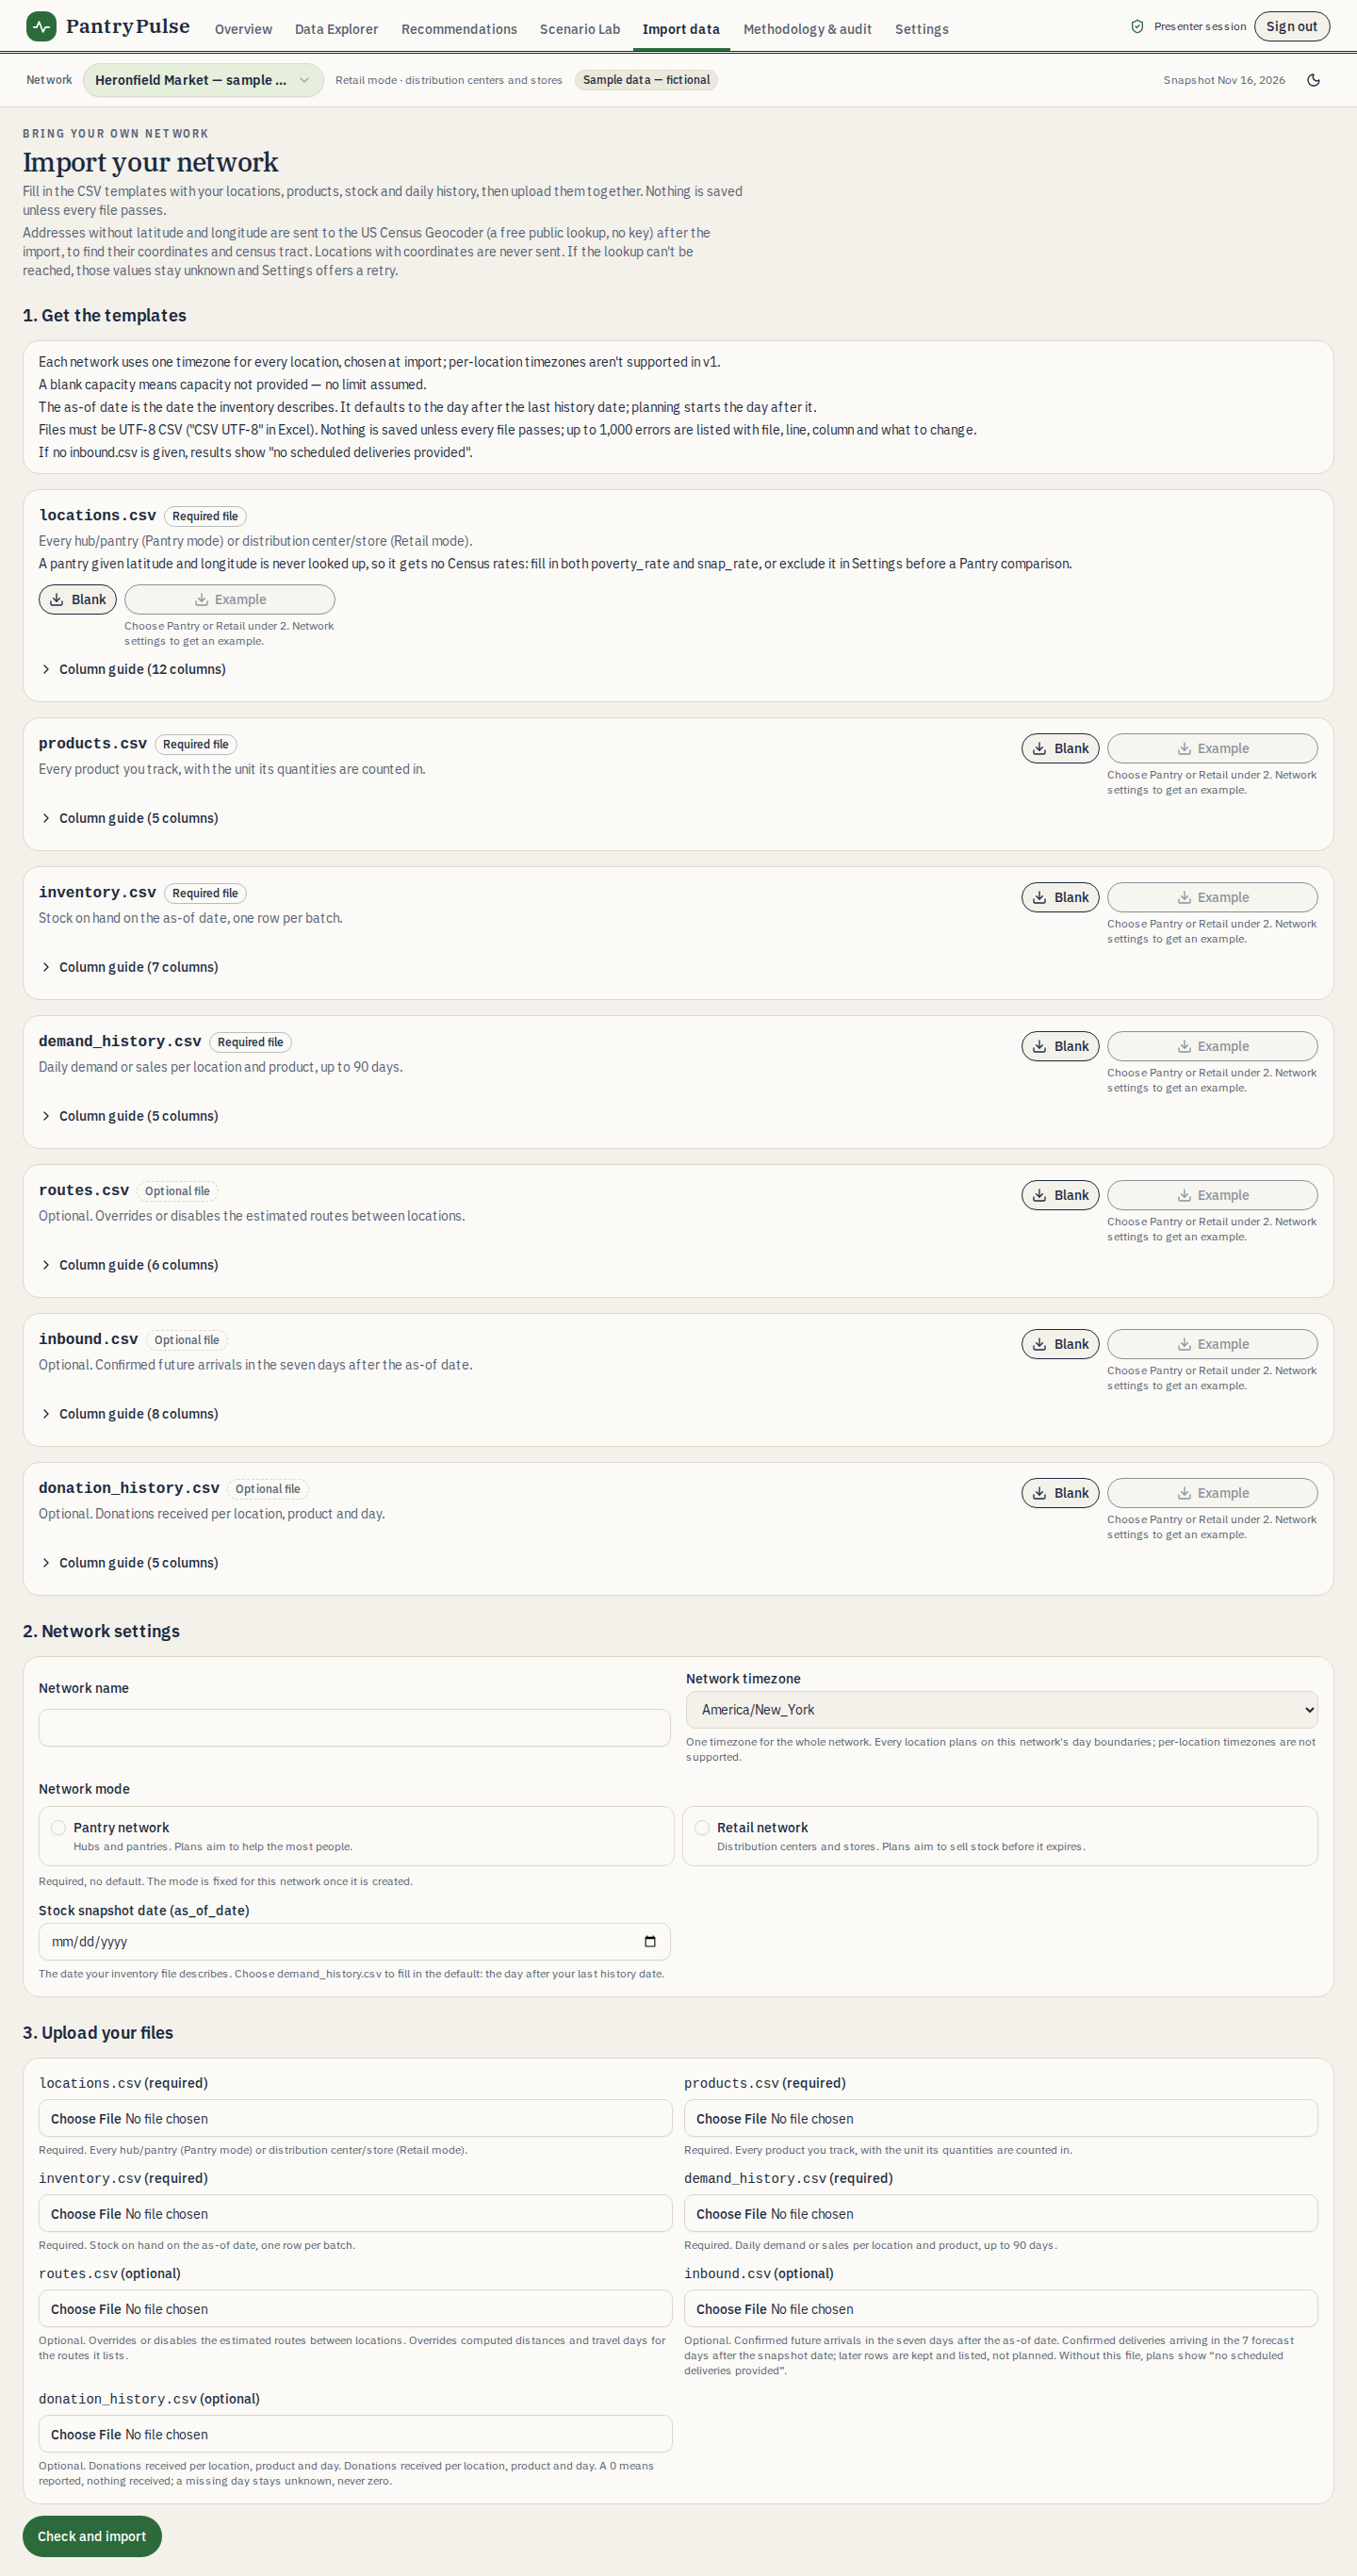 PantryPulse
Overview
Data Explorer
Recommendations
Scenario Lab
Import data
Methodology & audit
Settings
Presenter session
Sign out
Network
Heronfield Market — sample ...
Retail mode · distribution centers and stores
Sample data — fictional
Snapshot Nov 16, 2026
BRING YOUR OWN NETWORK
Import your network
Fill in the CSV templates with your locations, products, stock and daily history, then upload them together. Nothing is saved
unless every file passes.
Addresses without latitude and longitude are sent to the US Census Geocoder (a free public lookup, no key) after the
import, to find their coordinates and census tract. Locations with coordinates are never sent. If the lookup can't be
reached, those values stay unknown and Settings offers a retry.
1. Get the templates
Each network uses one timezone for every location, chosen at import; per-location timezones aren't supported in v1.
A blank capacity means capacity not provided — no limit assumed.
The as-of date is the date the inventory describes. It defaults to the day after the last history date; planning starts the day after it.
Files must be UTF-8 CSV ("CSV UTF-8" in Excel). Nothing is saved unless every file passes; up to 1,000 errors are listed with file, line, column and what to change.
If no inbound.csv is given, results show "no scheduled deliveries provided".
locations.csv Required file
Every hub/pantry (Pantry mode) or distribution center/store (Retail mode).
A pantry given latitude and longitude is never looked up, so it gets no Census rates: fill in both poverty_rate and snap_rate, or exclude it in Settings before a Pantry comparison.
Blank
Example
Choose Pantry or Retail under 2. Network
settings to get an example.
Column guide (12 columns)
products.csv Required file
Every product you track, with the unit its quantities are counted in.
Blank
Example
Choose Pantry or Retail under 2. Network
settings to get an example.
Column guide (5 columns)
inventory.csv Required file
Stock on hand on the as-of date, one row per batch.
Blank
Example
Choose Pantry or Retail under 2. Network
settings to get an example.
Column guide (7 columns)
demand_history.csv Required file
Daily demand or sales per location and product, up to 90 days.
Blank
Example
Choose Pantry or Retail under 2. Network
settings to get an example.
Column guide (5 columns)
routes.csv Optional file
Optional. Overrides or disables the estimated routes between locations.
Blank
Example
Choose Pantry or Retail under 2. Network
settings to get an example.
Column guide (6 columns)
inbound.csv Optional file
Optional. Confirmed future arrivals in the seven days after the as-of date.
Blank
Example
Choose Pantry or Retail under 2. Network
settings to get an example.
Column guide (8 columns)
donation_history.csv Optional file
Optional. Donations received per location, product and day.
Blank
Example
Choose Pantry or Retail under 2. Network
settings to get an example.
Column guide (5 columns)
2. Network settings
Network name
Network timezone
America/New_York
One timezone for the whole network. Every location plans on this network's day boundaries; per-location timezones are not
supported.
Network mode
Pantry network
Hubs and pantries. Plans aim to help the most people.
Retail network
Distribution centers and stores. Plans aim to sell stock before it expires.
Required, no default. The mode is fixed for this network once it is created.
Stock snapshot date (as_of_date)
mm/dd/yyyy
The date your inventory file describes. Choose demand_history.csv to fill in the default: the day after your last history date.
3. Upload your files
locations.csv (required)
Choose File No file chosen
Required. Every hub/pantry (Pantry mode) or distribution center/store (Retail mode).
products.csv (required)
Choose File No file chosen
Required. Every product you track, with the unit its quantities are counted in.
inventory.csv (required)
Choose File No file chosen
Required. Stock on hand on the as-of date, one row per batch.
demand_history.csv (required)
Choose File No file chosen
Required. Daily demand or sales per location and product, up to 90 days.
routes.csv (optional)
Choose File No file chosen
Optional. Overrides or disables the estimated routes between locations. Overrides computed distances and travel days for
the routes it lists.
inbound.csv (optional)
Choose File No file chosen
Optional. Confirmed future arrivals in the seven days after the as-of date. Confirmed deliveries arriving in the 7 forecast
days after the snapshot date; later rows are kept and listed, not planned. Without this file, plans show “no scheduled
deliveries provided”.
donation_history.csv (optional)
Choose File No file chosen
Optional. Donations received per location, product and day. Donations received per location, product and day. A 0 means
reported, nothing received; a missing day stays unknown, never zero.
Check and import